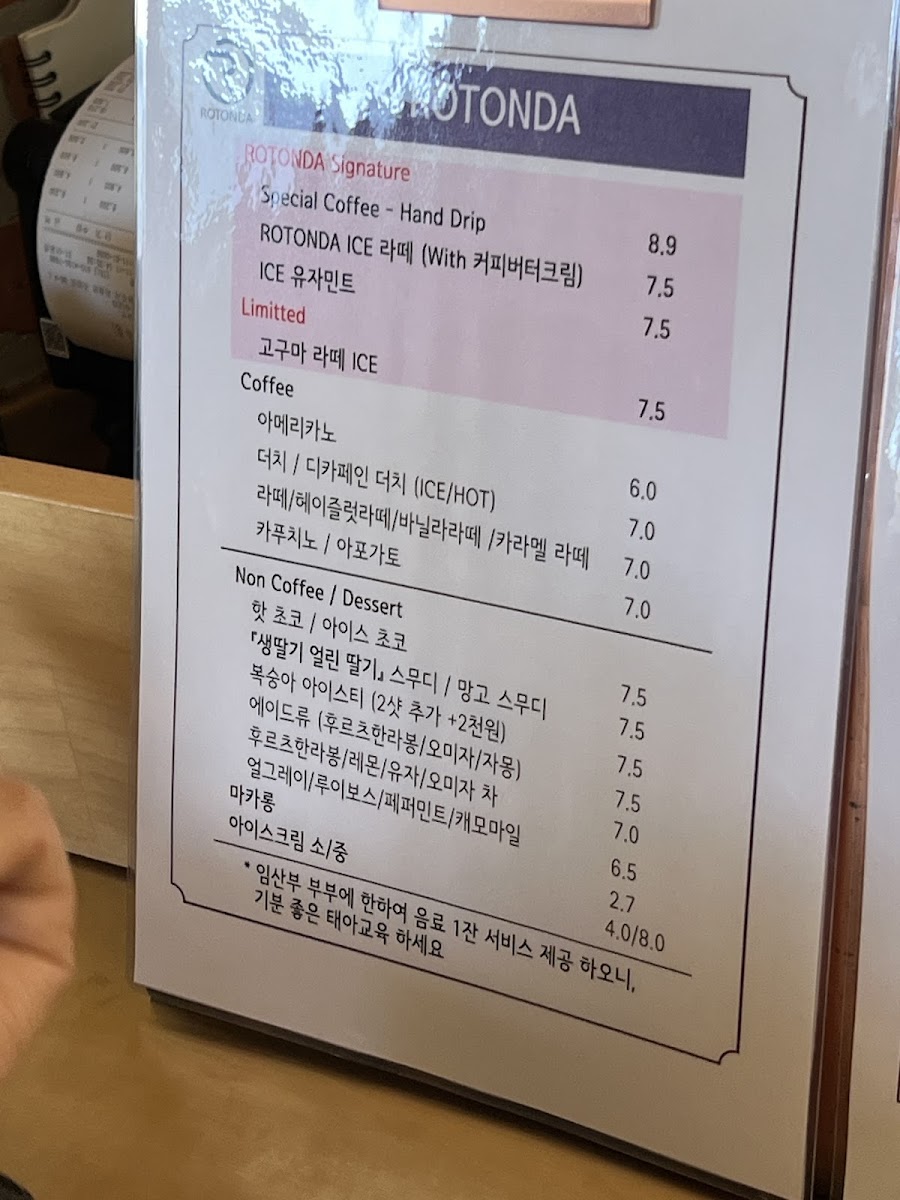 ROTONDA
ROTONDA
ROTONDA Signature
Special Coffee - Hand Drip 8.9
ROTONDA ICE 라떼 (With 커피버터크림) 7.5
ICE 유자민트 7.5
Limitted
고구마 라떼 ICE 7.5
Coffee
아메리카노 6.0
더치 / 디카페인 더치 (ICE/HOT) 7.0
라떼/헤이즐럿라떼/바닐라라떼 /카라멜 라떼 7.0
카푸치노 / 아포가토 7.0
Non Coffee / Dessert
핫 초코 / 아이스 초코 7.5
『생딸기 얼린 딸기』 스무디 / 망고 스무디 7.5
복숭아 아이스티 (2샷 추가 +2천원) 7.5
에이드류 (후르츠한라봉/오미자/자몽) 7.5
후르츠한라봉/레몬/유자/오미자 차 7.0
얼그레이/루이보스/페퍼민트/캐모마일 6.5
마카롱 2.7
아이스크림 소/중 4.0/8.0
* 임산부 부부에 한하여 음료 1잔 서비스 제공 하오니,
기분 좋은 태아교육 하세요